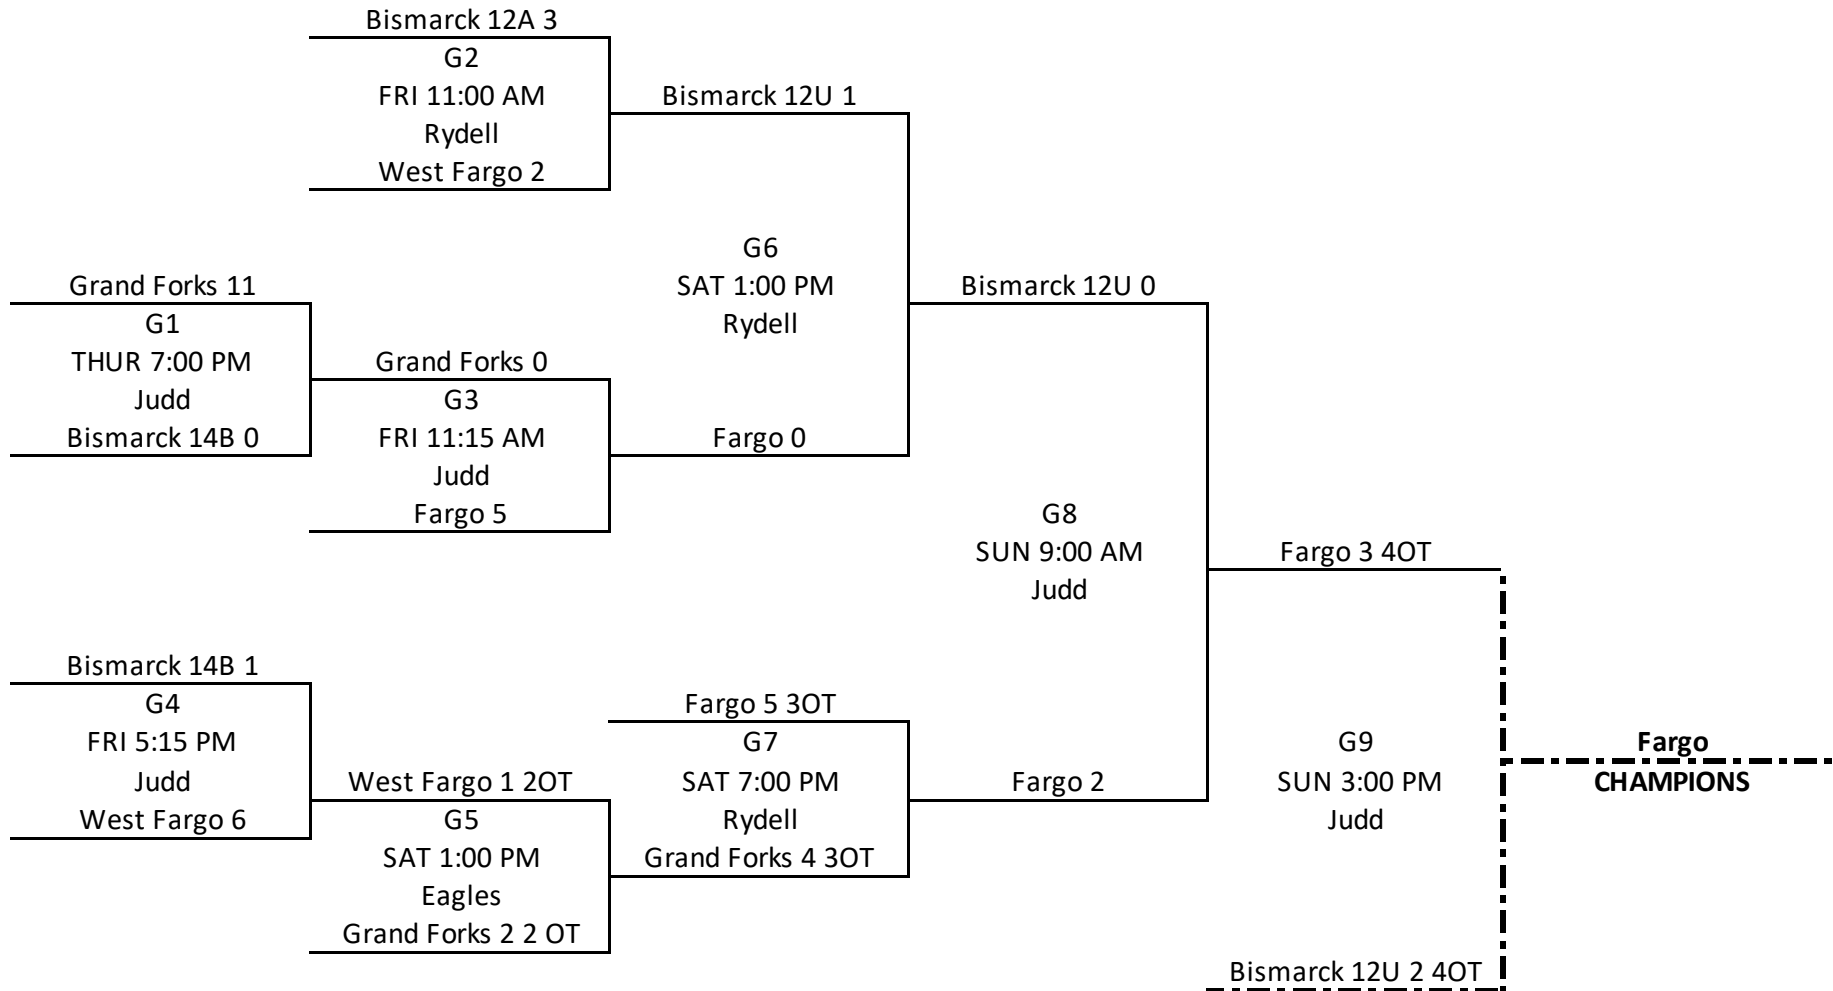 Bismarck 12A 3
G2
FRI 11:00 AM
Rydell
West Fargo 2
Bismarck 12U 1
G6
SAT 1:00 PM
Rydell
Fargo 0
Grand Forks 11
G1
THUR 7:00 PM
Judd
Bismarck 14B 0
Grand Forks 0
G3
FRI 11:15 AM
Judd
Fargo 5
Bismarck 12U 0
G8
SUN 9:00 AM
Judd
Fargo 2
Bismarck 14B 1
G4
FRI 5:15 PM
Judd
West Fargo 6
West Fargo 1 2OT
G5
SAT 1:00 PM
Eagles
Grand Forks 2 2 OT
Fargo 5 3OT
G7
SAT 7:00 PM
Rydell
Grand Forks 4 3OT
Fargo 3 4OT
G9
SUN 3:00 PM
Judd
Bismarck 12U 2 4OT
Fargo
CHAMPIONS